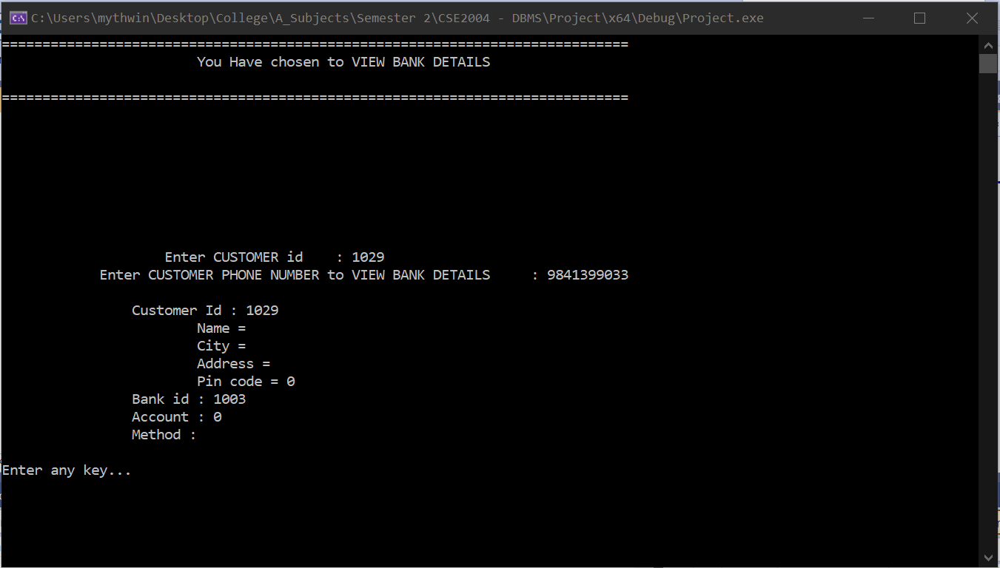 C:\Users\mythwin\Desktop\College\A_Subjects\Semester 2\CSE2004 - DBMS\Project\x64\Debug\Project.exe
=============================================================================
You Have chosen to VIEW BANK DETAILS
=============================================================================
Enter CUSTOMER id    : 1029
Enter CUSTOMER PHONE NUMBER to VIEW BANK DETAILS     : 9841399033
Customer Id : 1029
Name =
City =
Address =
Pin code = 0
Bank id : 1003
Account : 0
Method :
Enter any key...